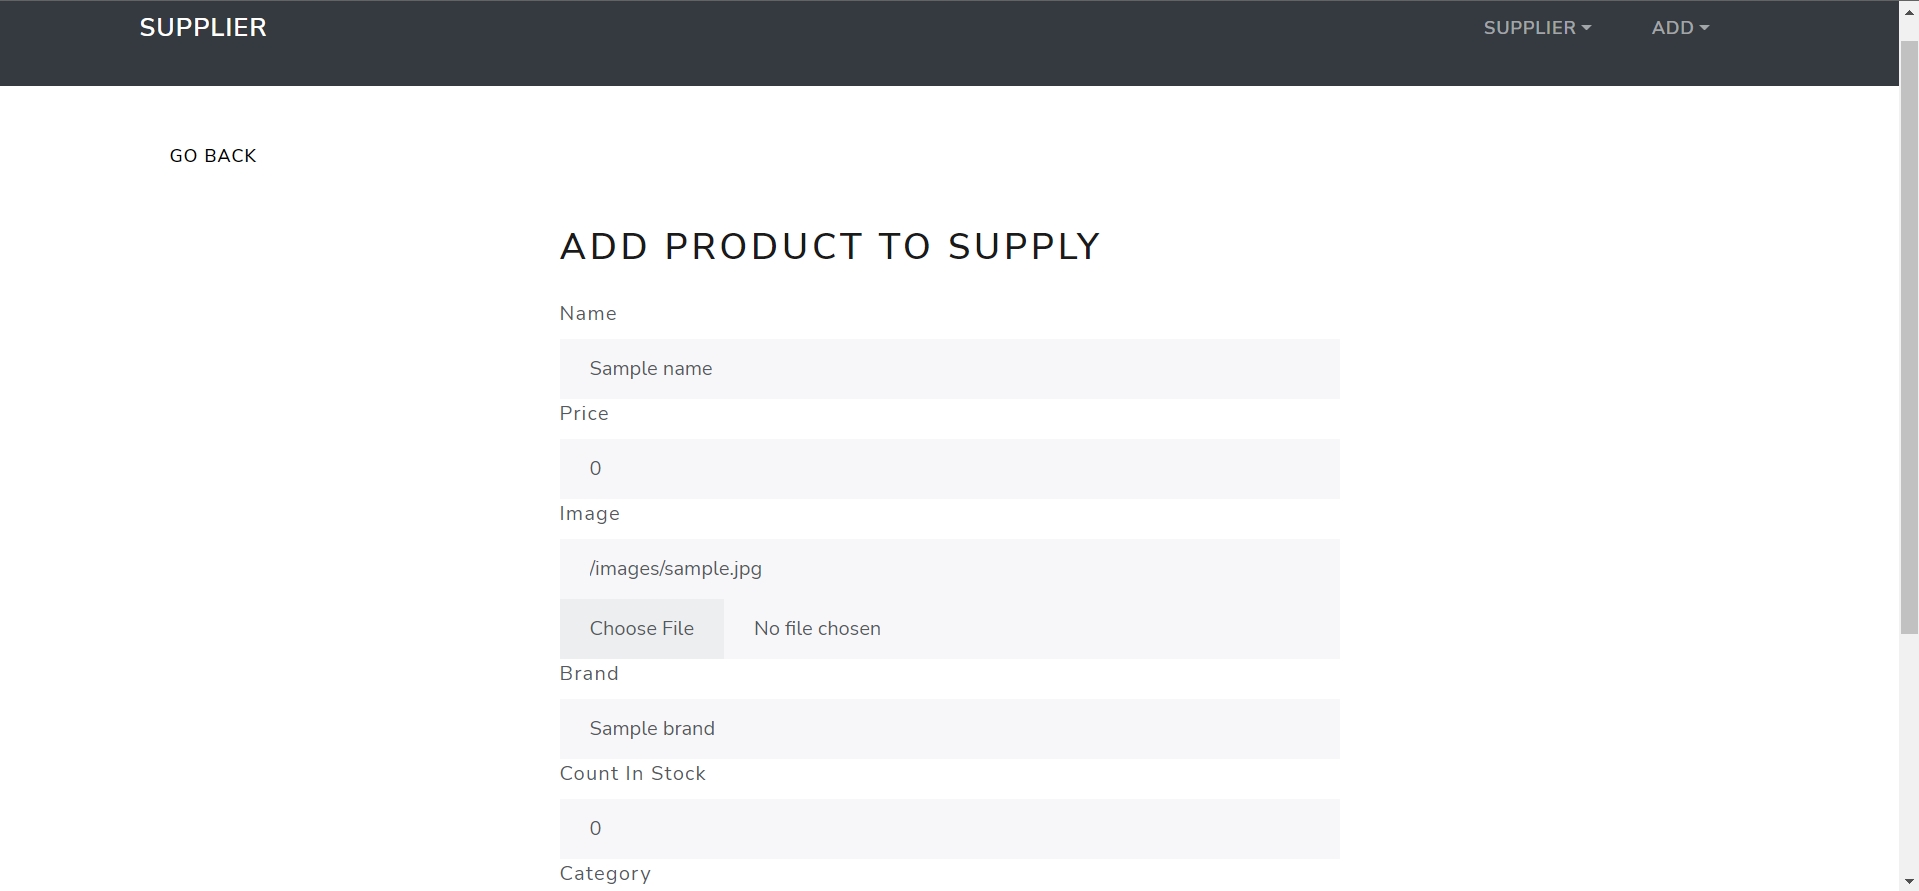 SUPPLIER SUPPLIER ADD
GO BACK
ADD PRODUCT TO SUPPLY
Name
Sample name
Price
0
Image
/images/sample.jpg
Choose File No file chosen
Brand
Sample brand
Count In Stock
0
Category